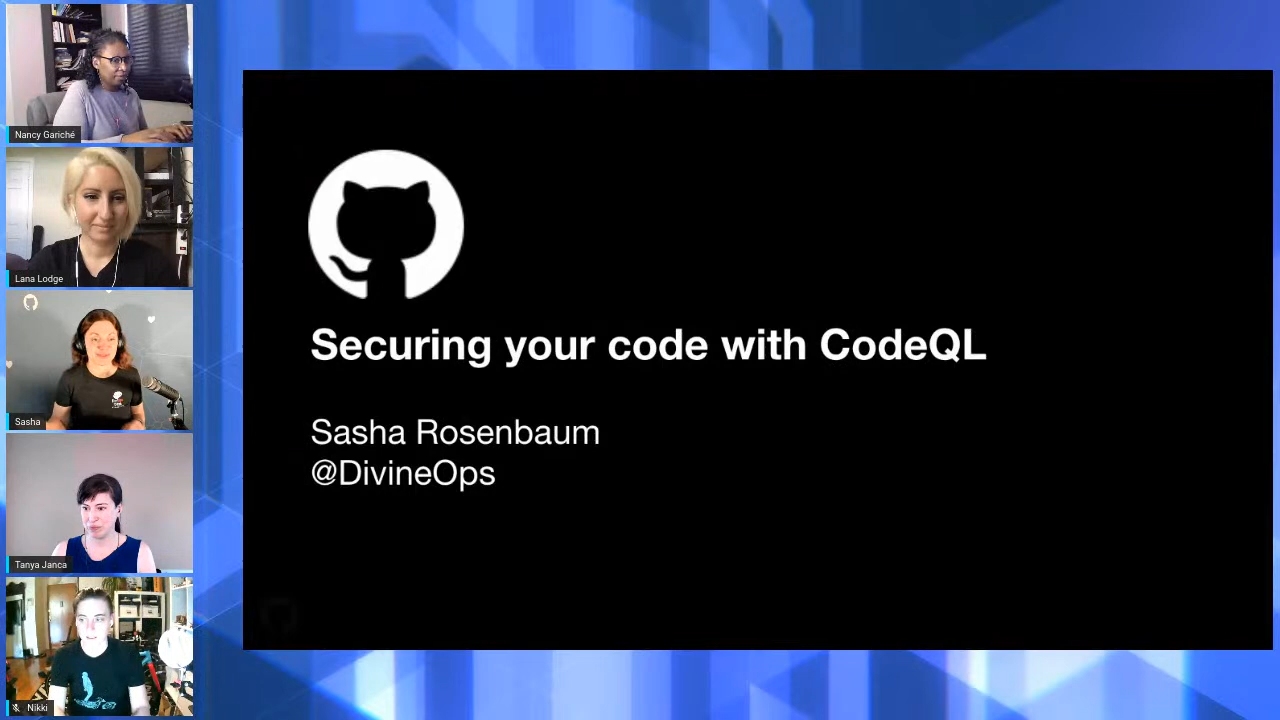 Nancy Gariché
Lana Lodge
Sasha
Tanya Janca
Nikki
Securing your code with CodeQL
Sasha Rosenbaum
@DivineOps